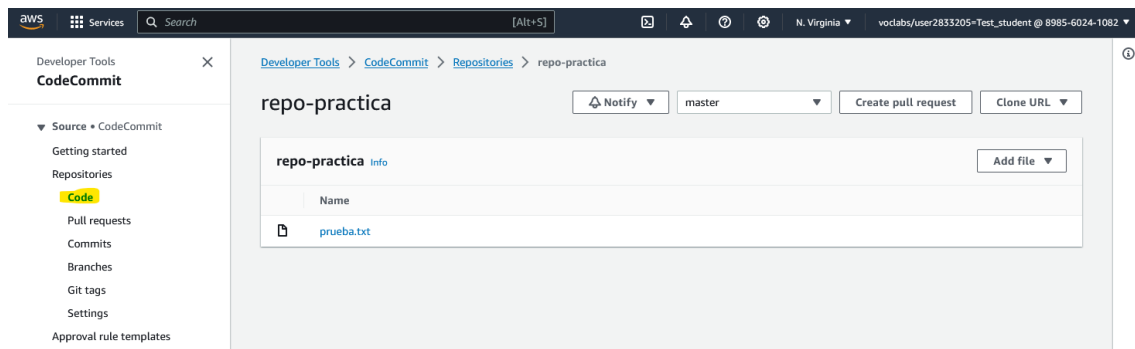 aws Services Search [Alt+S] N. Virginia ▼ voclabs/user2833205=Test_student @ 8985-6024-1082 ▼
Developer Tools
CodeCommit
▼ Source • CodeCommit
Getting started
Repositories
Code
Pull requests
Commits
Branches
Git tags
Settings
Approval rule templates
Developer Tools > CodeCommit > Repositories > repo-practica
repo-practica
Notify ▼ master ▼ Create pull request Clone URL ▼
repo-practica Info
Add file ▼
Name
prueba.txt